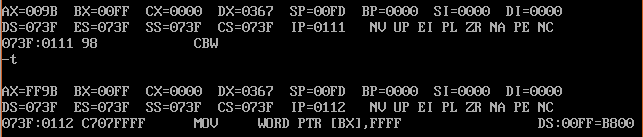 AX=009B  BX=00FF  CX=0000  DX=0367  SP=00FD  BP=0000  SI=0000  DI=0000
DS=073F  ES=073F  SS=073F  CS=073F  IP=0111   NV UP EI PL ZR NA PE NC
073F:0111 98            CBW
-t
AX=FF9B  BX=00FF  CX=0000  DX=0367  SP=00FD  BP=0000  SI=0000  DI=0000
DS=073F  ES=073F  SS=073F  CS=073F  IP=0112   NV UP EI PL ZR NA PE NC
073F:0112 C707FFFF      MOV     WORD PTR [BX],FFFF                 DS:00FF=B800